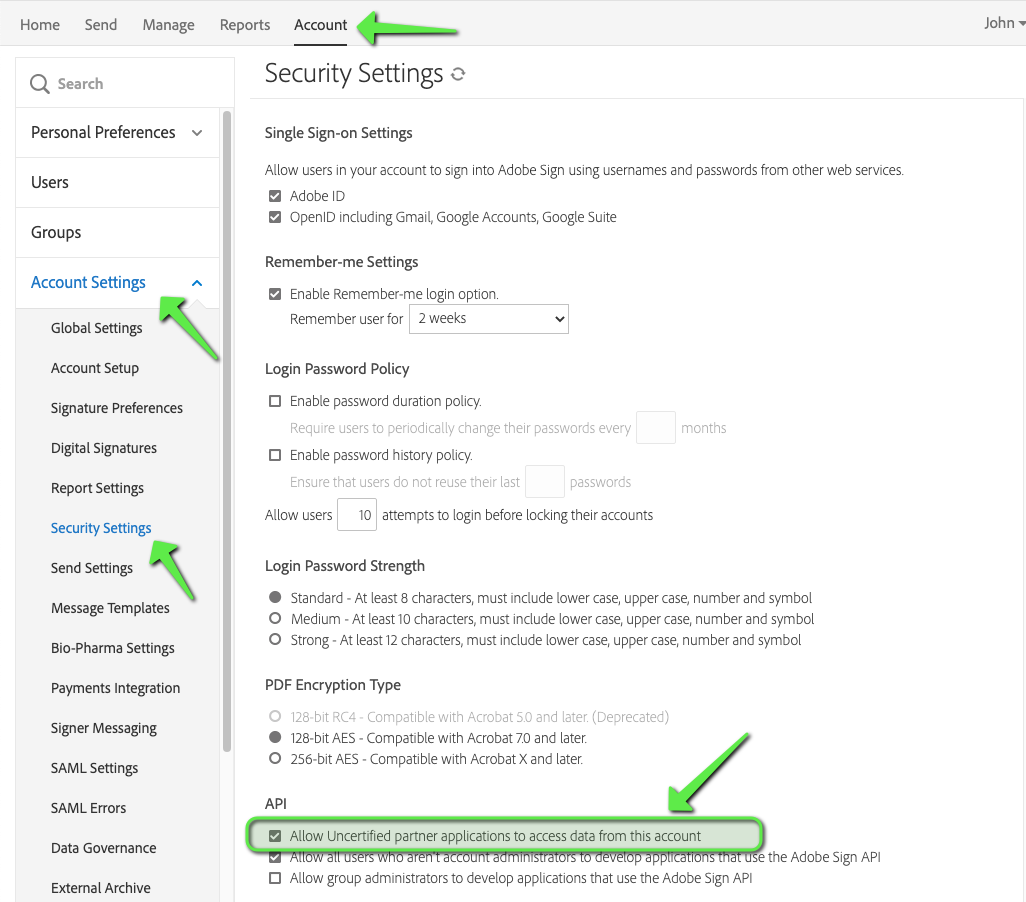 Home Send Manage Reports Account John
Search
Personal Preferences
Users
Groups
Account Settings
Global Settings
Account Setup
Signature Preferences
Digital Signatures
Report Settings
Security Settings
Send Settings
Message Templates
Bio-Pharma Settings
Payments Integration
Signer Messaging
SAML Settings
SAML Errors
Data Governance
External Archive
Security Settings
Single Sign-on Settings
Allow users in your account to sign into Adobe Sign using usernames and passwords from other web services.
Adobe ID
OpenID including Gmail, Google Accounts, Google Suite
Remember-me Settings
Enable Remember-me login option.
Remember user for 2 weeks
Login Password Policy
Enable password duration policy.
Require users to periodically change their passwords every months
Enable password history policy.
Ensure that users do not reuse their last passwords
Allow users 10 attempts to login before locking their accounts
Login Password Strength
Standard - At least 8 characters, must include lower case, upper case, number and symbol
Medium - At least 10 characters, must include lower case, upper case, number and symbol
Strong - At least 12 characters, must include lower case, upper case, number and symbol
PDF Encryption Type
128-bit RC4 - Compatible with Acrobat 5.0 and later. (Deprecated)
128-bit AES - Compatible with Acrobat 7.0 and later.
256-bit AES - Compatible with Acrobat X and later.
API
Allow Uncertified partner applications to access data from this account
Allow all users who aren't account administrators to develop applications that use the Adobe Sign API
Allow group administrators to develop applications that use the Adobe Sign API